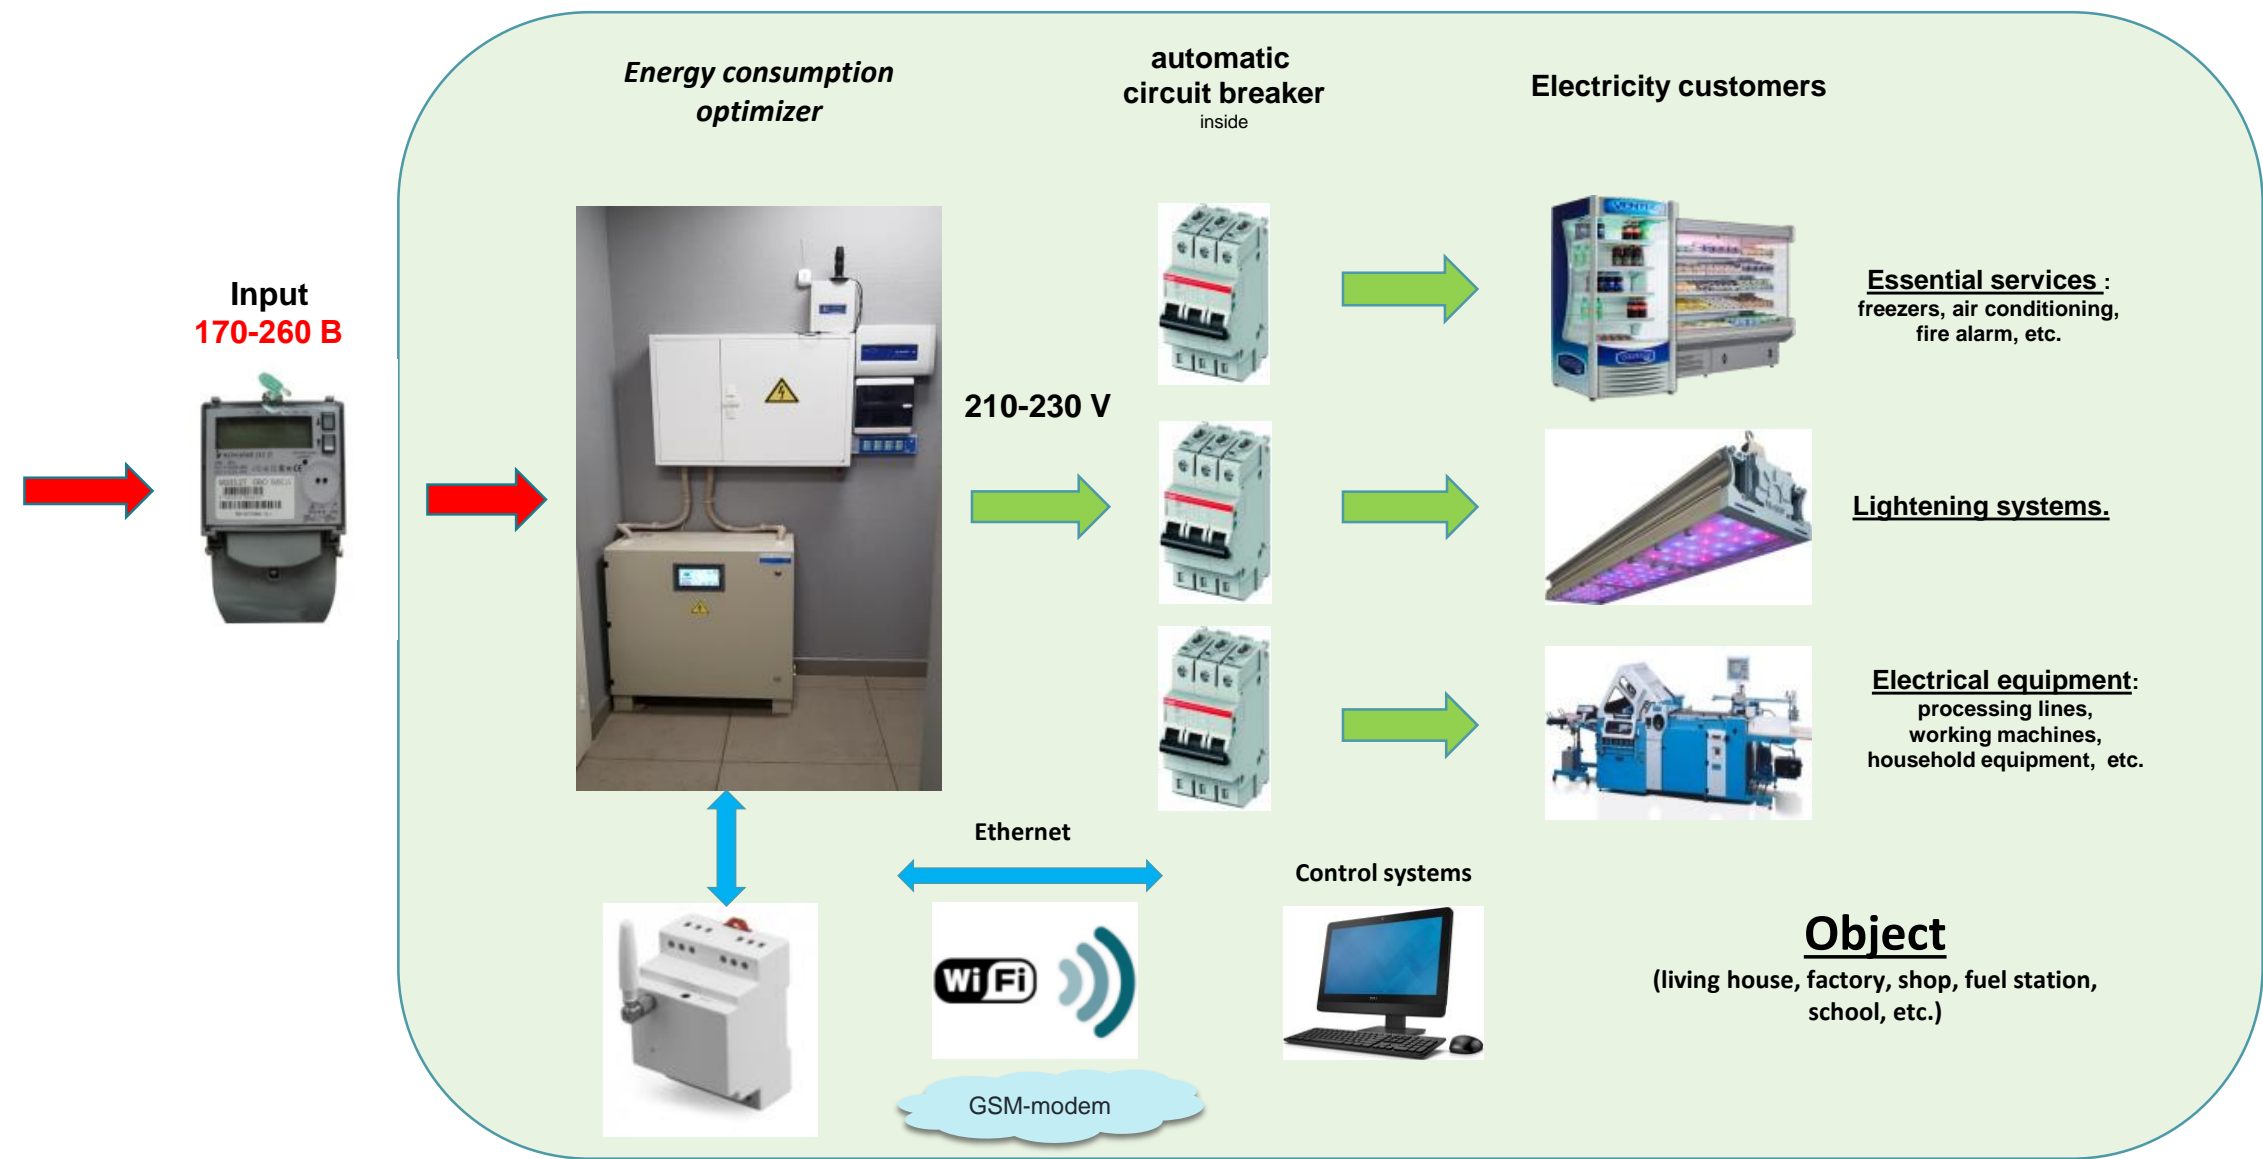 Energy consumption
optimizer
automatic
circuit breaker
inside
Electricity customers
Input
170-260 B
210-230 V
Essential services :
freezers, air conditioning,
fire alarm, etc.
Lightening systems.
Electrical equipment:
processing lines,
working machines,
household equipment, etc.
Ethernet
Control systems
WiFi
GSM-modem
Object
(living house, factory, shop, fuel station,
school, etc.)